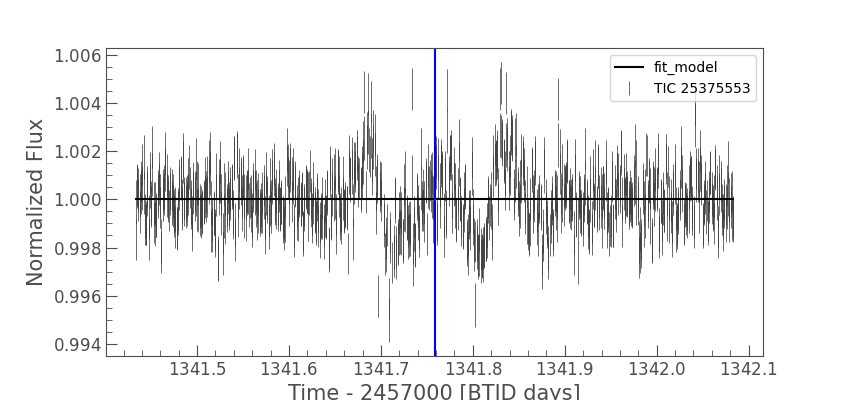 1.006
1.004
1.002
1.000
0.998
0.996
0.994
Normalized Flux
fit_model
TIC 25375553
1341.5 1341.6 1341.7 1341.8 1341.9 1342.0 1342.1
Time - 2457000 [BTJD days]